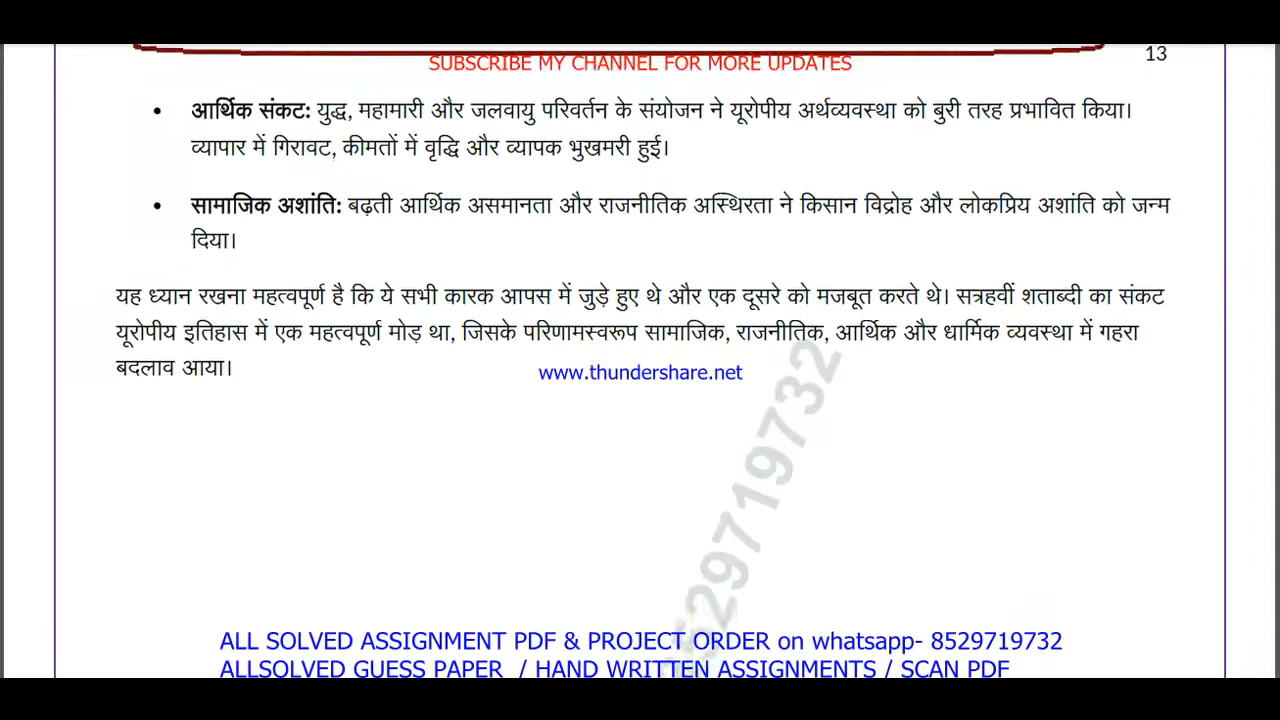 13
SUBSCRIBE MY CHANNEL FOR MORE UPDATES
• आर्थिक संकट: युद्ध, महामारी और जलवायु परिवर्तन के संयोजन ने यूरोपीय अर्थव्यवस्था को बुरी तरह प्रभावित किया।
व्यापार में गिरावट, कीमतों में वृद्धि और व्यापक भुखमरी हुई।
• सामाजिक अशांति: बढ़ती आर्थिक असमानता और राजनीतिक अस्थिरता ने किसान विद्रोह और लोकप्रिय अशांति को जन्म
दिया।
यह ध्यान रखना महत्वपूर्ण है कि ये सभी कारक आपस में जुड़े हुए थे और एक दूसरे को मजबूत करते थे। सत्रहवीं शताब्दी का संकट
यूरोपीय इतिहास में एक महत्वपूर्ण मोड़ था, जिसके परिणामस्वरूप सामाजिक, राजनीतिक, आर्थिक और धार्मिक व्यवस्था में गहरा
बदलाव आया।
www.thundershare.net
8529719732
ALL SOLVED ASSIGNMENT PDF & PROJECT ORDER on whatsapp- 8529719732
ALLSOLVED GUESS PAPER / HAND WRITTEN ASSIGNMENTS / SCAN PDF